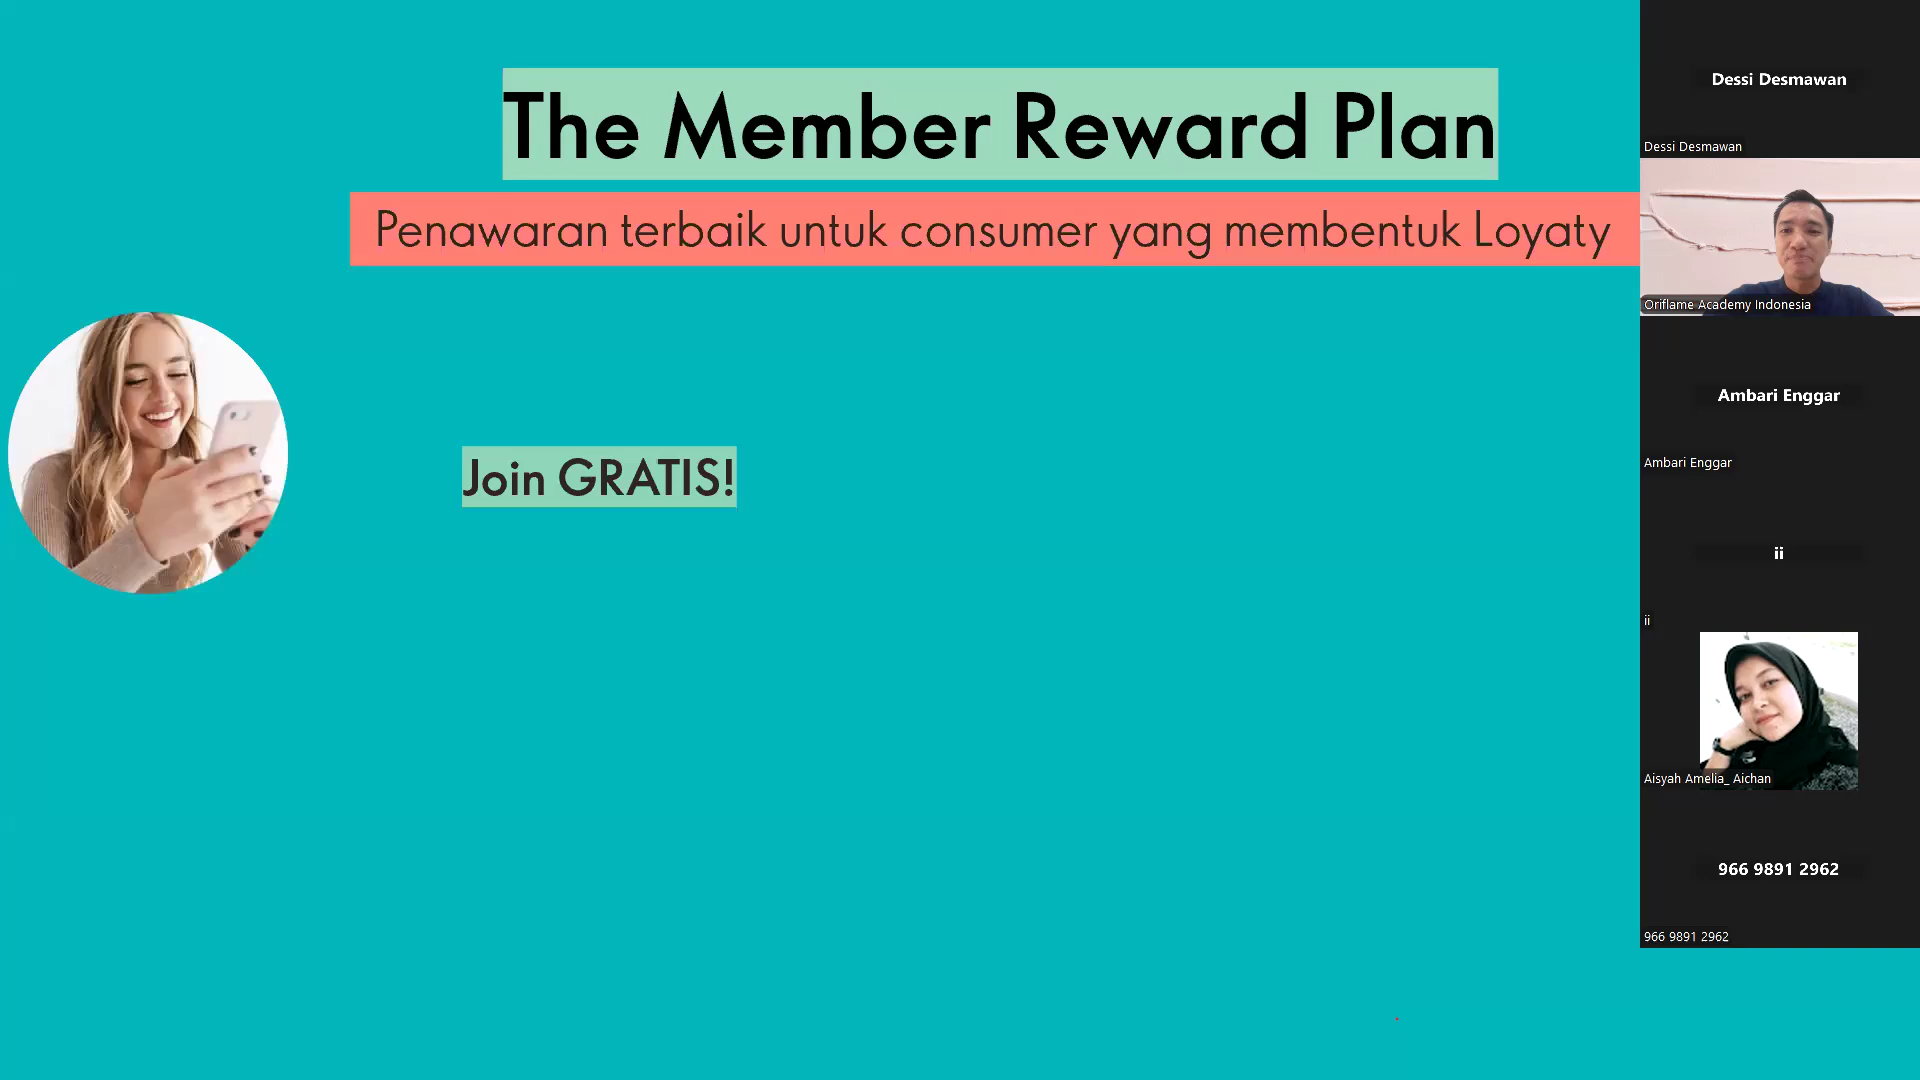 The Member Reward Plan
Penawaran terbaik untuk consumer yang membentuk Loyaty
Join GRATIS!
Dessi Desmawan
Dessi Desmawan
Oriflame Academy Indonesia
Ambari Enggar
Ambari Enggar
ii
ii
Aisyah Amelia_ Aichan
966 9891 2962
966 9891 2962